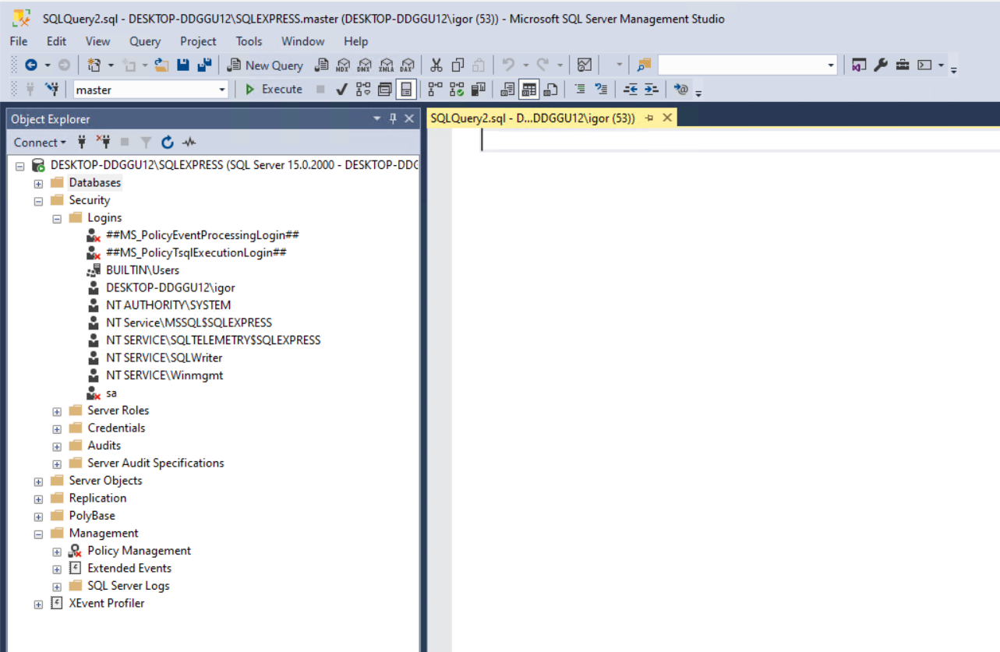 SQLQuery2.sql - DESKTOP-DDGGU12\SQLEXPRESS.master (DESKTOP-DDGGU12\igor (53)) - Microsoft SQL Server Management Studio
File Edit View Query Project Tools Window Help
New Query MDX DMX XMLA DAX
master Execute
Object Explorer
SQLQuery2.sql - D...DDGGU12\igor (53))
Connect
DESKTOP-DDGGU12\SQLEXPRESS (SQL Server 15.0.2000 - DESKTOP-DDG
Databases
Security
Logins
##MS_PolicyEventProcessingLogin##
##MS_PolicyTsqlExecutionLogin##
BUILTIN\Users
DESKTOP-DDGGU12\igor
NT AUTHORITY\SYSTEM
NT Service\MSSQL$SQLEXPRESS
NT SERVICE\SQLTELEMETRY$SQLEXPRESS
NT SERVICE\SQLWriter
NT SERVICE\Winmgmt
sa
Server Roles
Credentials
Audits
Server Audit Specifications
Server Objects
Replication
PolyBase
Management
Policy Management
Extended Events
SQL Server Logs
XEvent Profiler